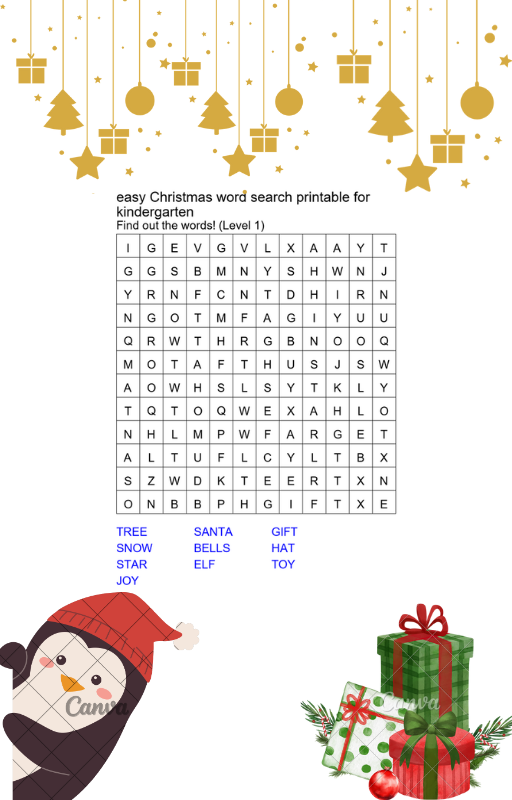 easy Christmas word search printable for
kindergarten
Find out the words! (Level 1)
I G E V G V L X A A Y T
G G S B M N Y S H W N J
Y R N F C N T D H I R N
N G O T M F A G I Y U U
Q R W T H R G B N O O Q
M O T A F T H U S J S W
A O W H S L S Y T K L Y
T Q T O Q W E X A H L O
N H L M P W F A R G E T
A L T U F L C Y L T B X
S Z W D K T E E R T X N
O N B B P H G I F T X E
TREE SANTA GIFT
SNOW BELLS HAT
STAR ELF TOY
JOY
Canva
Canva